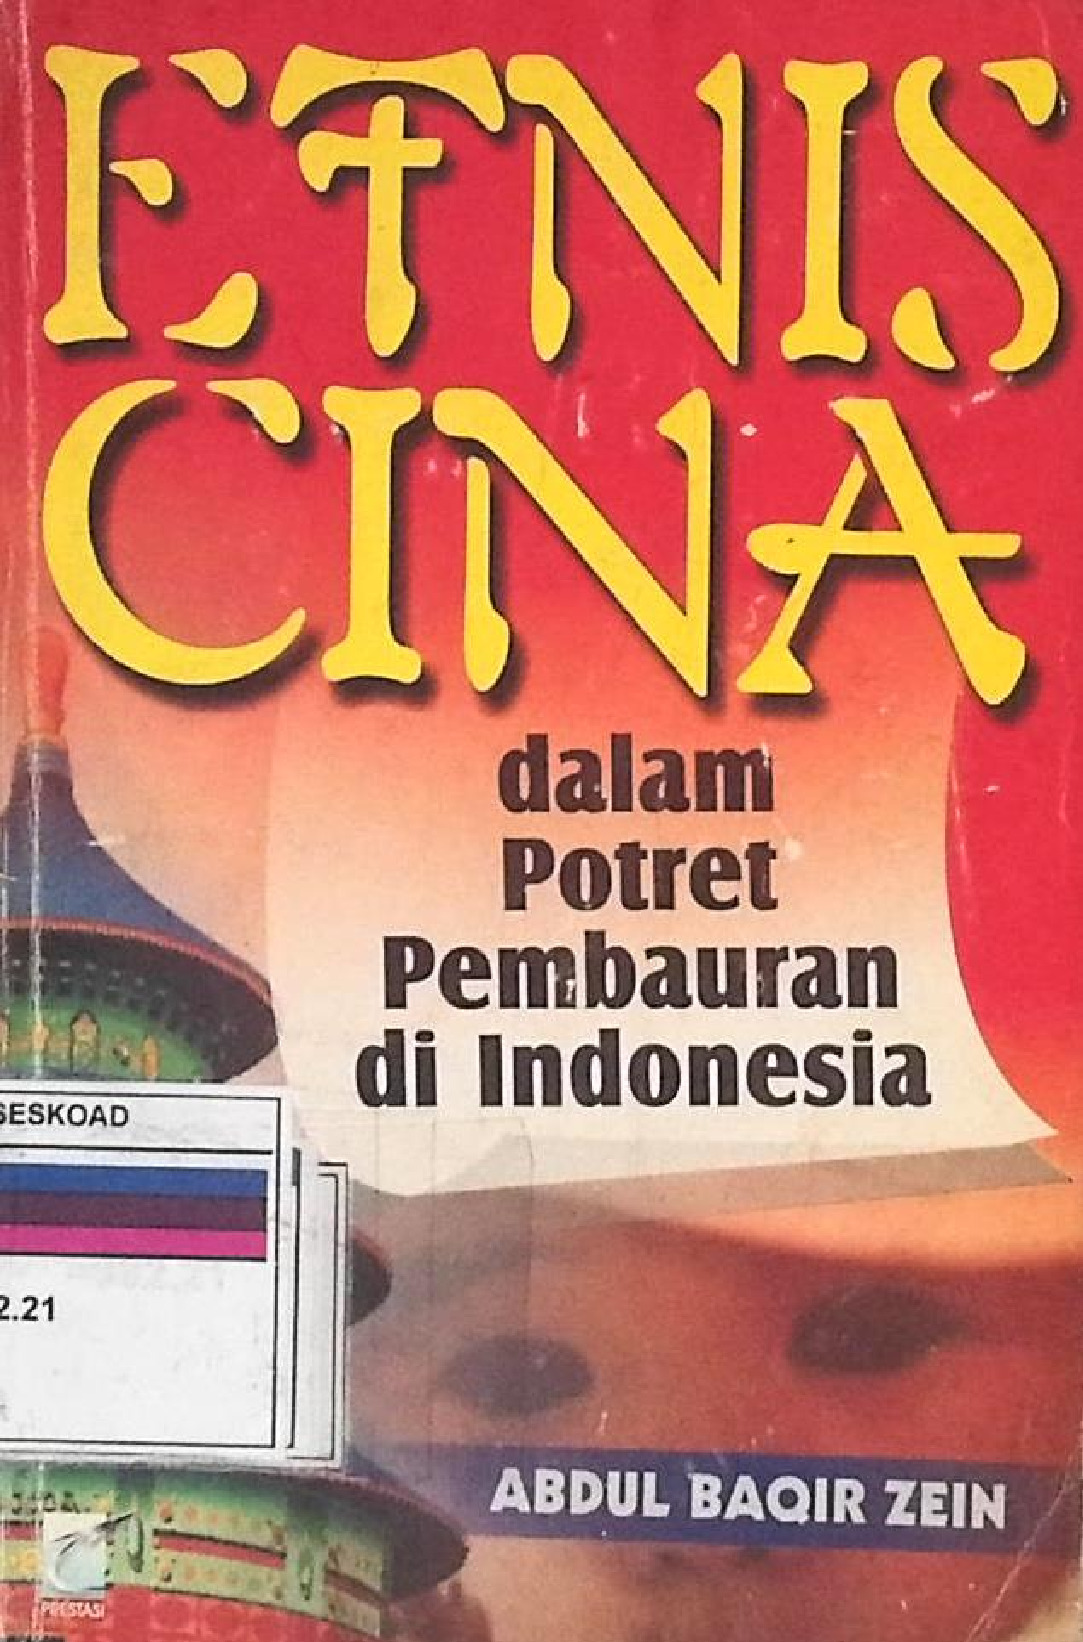 ETNIS
CINA
dalam
Potret
Pembauran
di Indonesia
SESKOAD
2.21
ABDUL BAQIR ZEIN
PRESTASI